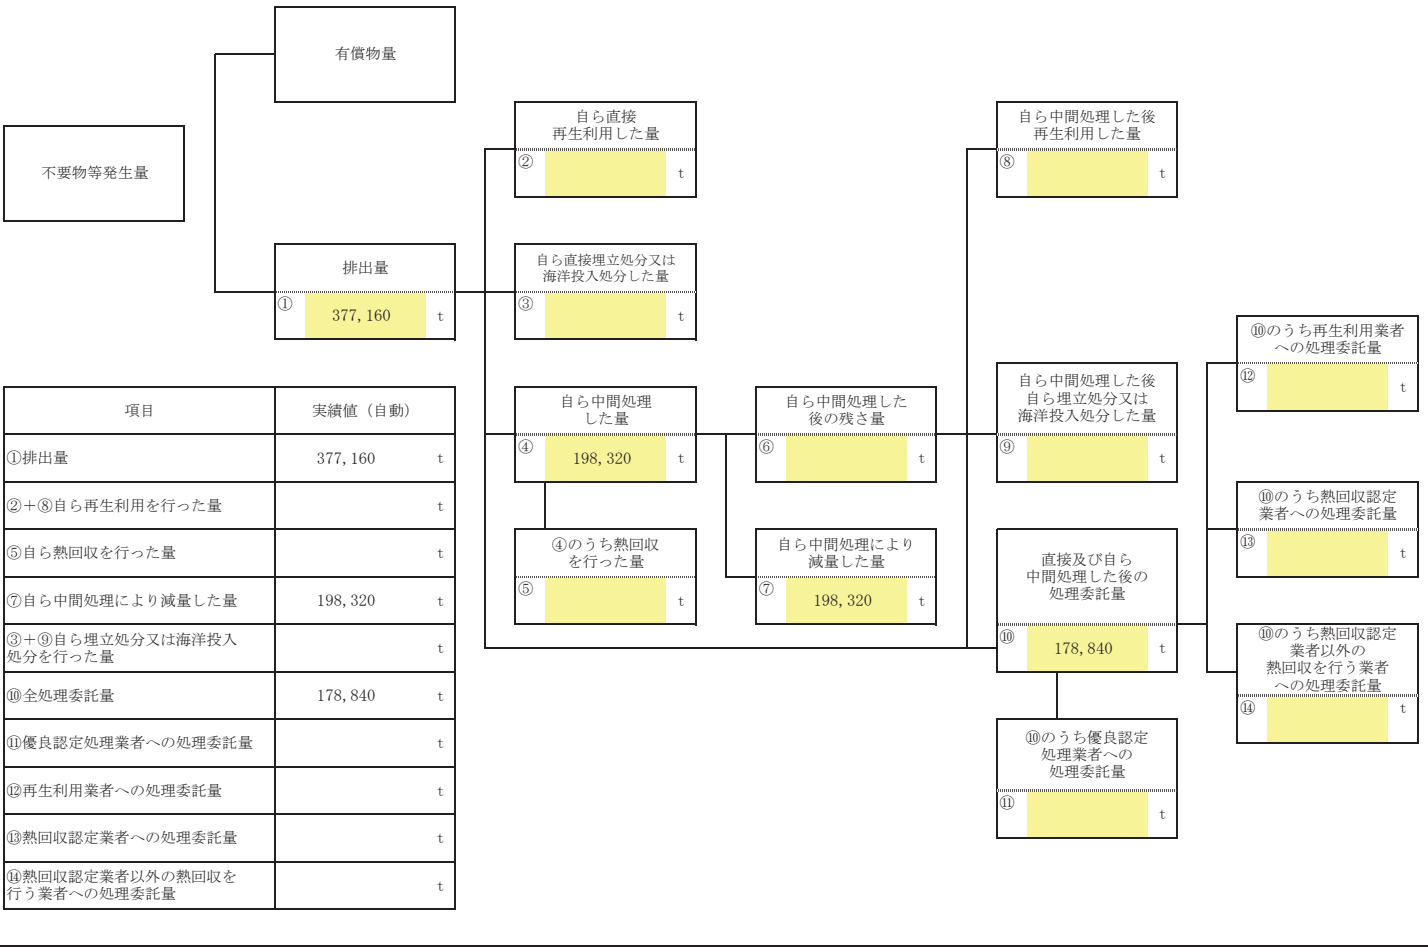 有償物量
不要物等発生量
排出量
①
377,160
t
自ら直接
再生利用した量
②
t
自ら直接埋立処分又は
海洋投入処分した量
③
t
自ら中間処理
した量
④
198,320
t
④のうち熱回収
を行った量
⑤
t
自ら中間処理した
後の残さ量
⑥
t
自ら中間処理により
減量した量
⑦
198,320
t
自ら中間処理した後
再生利用した量
⑧
t
自ら中間処理した後
自ら埋立処分又は
海洋投入処分した量
⑨
t
直接及び自ら
中間処理した後の
処理委託量
⑩
178,840
t
⑩のうち優良認定
処理業者への
処理委託量
⑪
t
⑩のうち再生利用業者
への処理委託量
⑫
t
⑩のうち熱回収認定
業者への処理委託量
⑬
t
⑩のうち熱回収認定
業者以外の
熱回収を行う業者
への処理委託量
⑭
t
項目 実績値（自動）
①排出量 377,160 t
②＋⑧自ら再生利用を行った量 t
⑤自ら熱回収を行った量 t
⑦自ら中間処理により減量した量 198,320 t
③＋⑨自ら埋立処分又は海洋投入
処分を行った量 t
⑩全処理委託量 178,840 t
⑪優良認定処理業者への処理委託量 t
⑫再生利用業者への処理委託量 t
⑬熱回収認定業者への処理委託量 t
⑭熱回収認定業者以外の熱回収を
行う業者への処理委託量 t